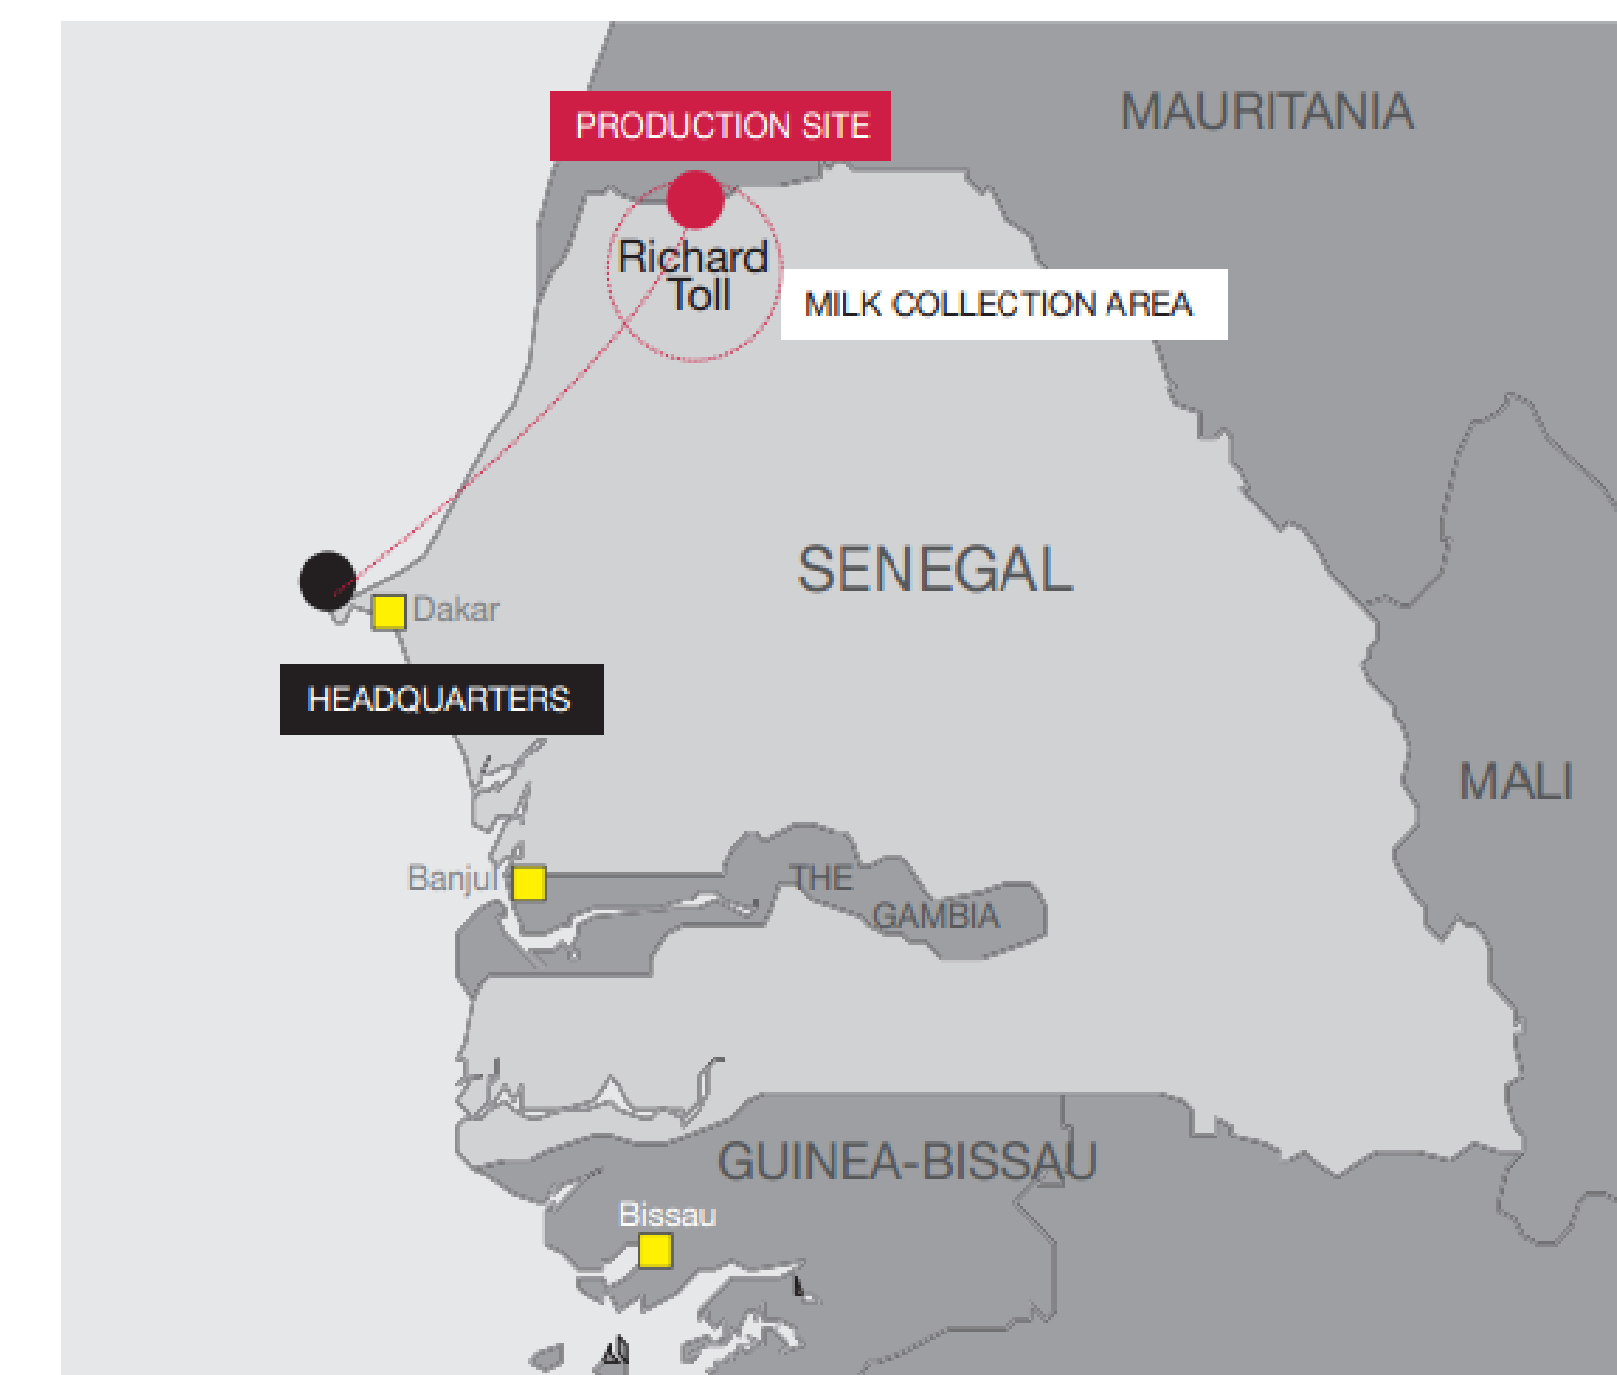 MAURITANIA
PRODUCTION SITE
Richard
Toll
MILK COLLECTION AREA
SENEGAL
Dakar
HEADQUARTERS
MALI
Banjul
THE
GAMBIA
GUINEA-BISSAU
Bissau